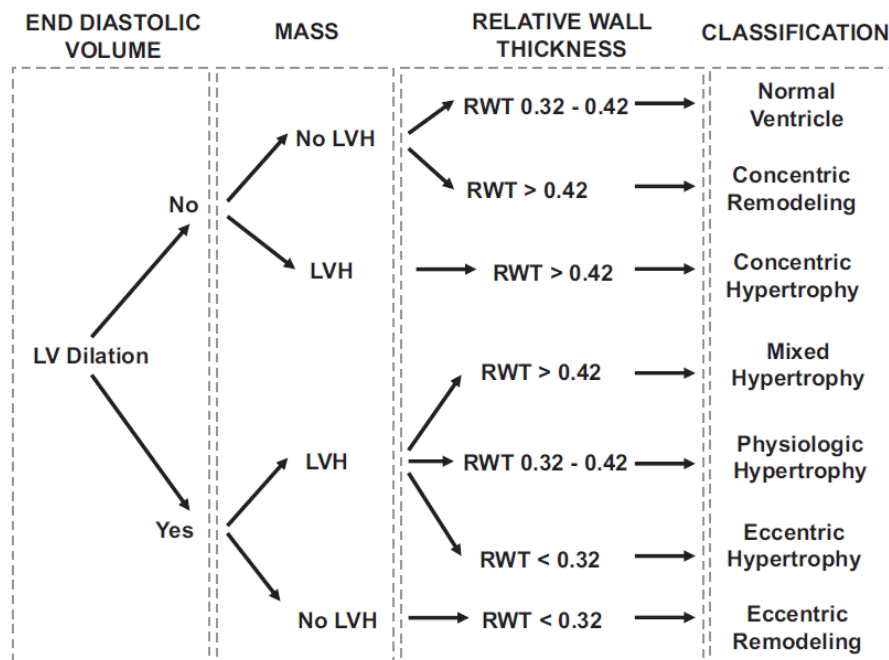 END DIASTOLIC
VOLUME
MASS
RELATIVE WALL
THICKNESS
CLASSIFICATION
LV Dilation
No
Yes
No LVH
LVH
LVH
No LVH
RWT 0.32 - 0.42
Normal
Ventricle
RWT > 0.42
Concentric
Remodeling
RWT > 0.42
Concentric
Hypertrophy
RWT > 0.42
Mixed
Hypertrophy
RWT 0.32 - 0.42
Physiologic
Hypertrophy
RWT < 0.32
Eccentric
Hypertrophy
RWT < 0.32
Eccentric
Remodeling